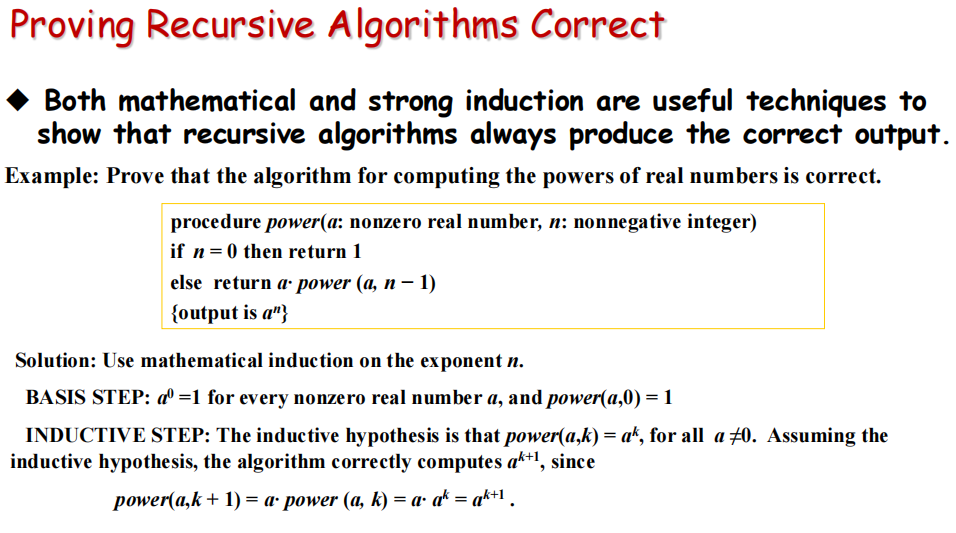 Proving Recursive Algorithms Correct
◆ Both mathematical and strong induction are useful techniques to
show that recursive algorithms always produce the correct output.
Example: Prove that the algorithm for computing the powers of real numbers is correct.
procedure power(a: nonzero real number, n: nonnegative integer)
if n = 0 then return 1
else return a· power (a, n − 1)
{output is aⁿ}
Solution: Use mathematical induction on the exponent n.
BASIS STEP: a⁰ =1 for every nonzero real number a, and power(a,0) = 1
INDUCTIVE STEP: The inductive hypothesis is that power(a,k) = aᵏ, for all a ≠0. Assuming the
inductive hypothesis, the algorithm correctly computes aᵏ⁺¹, since
power(a,k + 1) = a· power (a, k) = a· aᵏ = aᵏ⁺¹ .